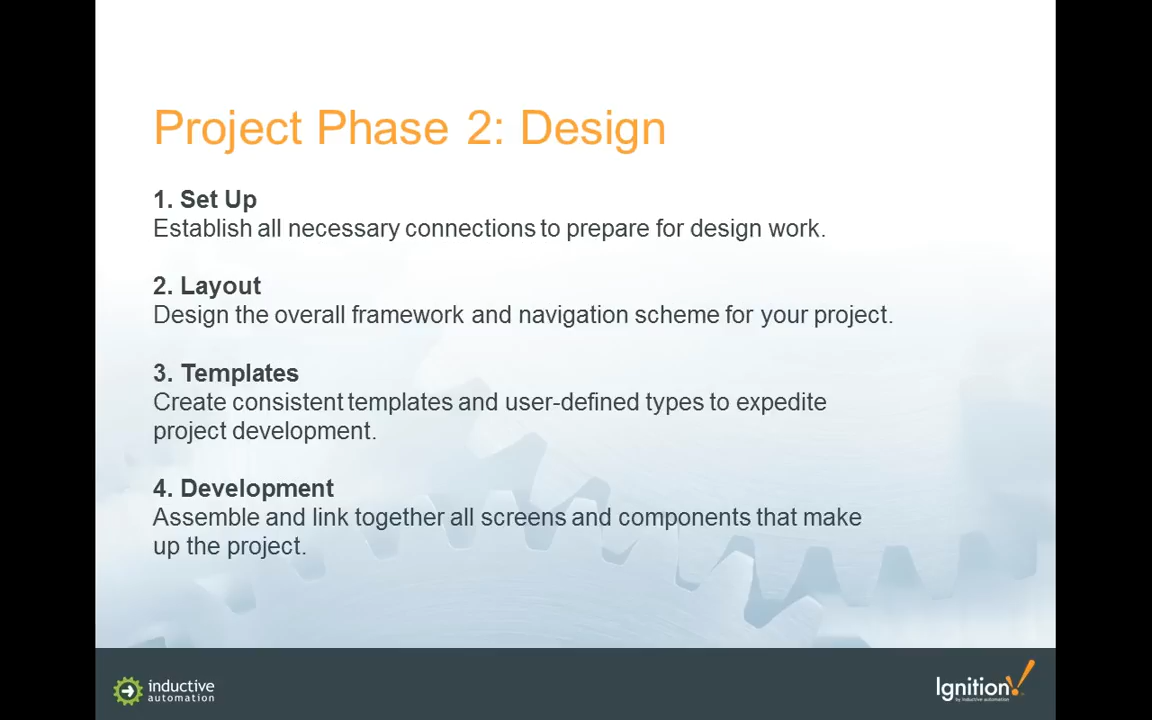 Project Phase 2: Design
1. Set Up
Establish all necessary connections to prepare for design work.
2. Layout
Design the overall framework and navigation scheme for your project.
3. Templates
Create consistent templates and user-defined types to expedite
project development.
4. Development
Assemble and link together all screens and components that make
up the project.
inductive
automation
Ignition!
by inductive automation